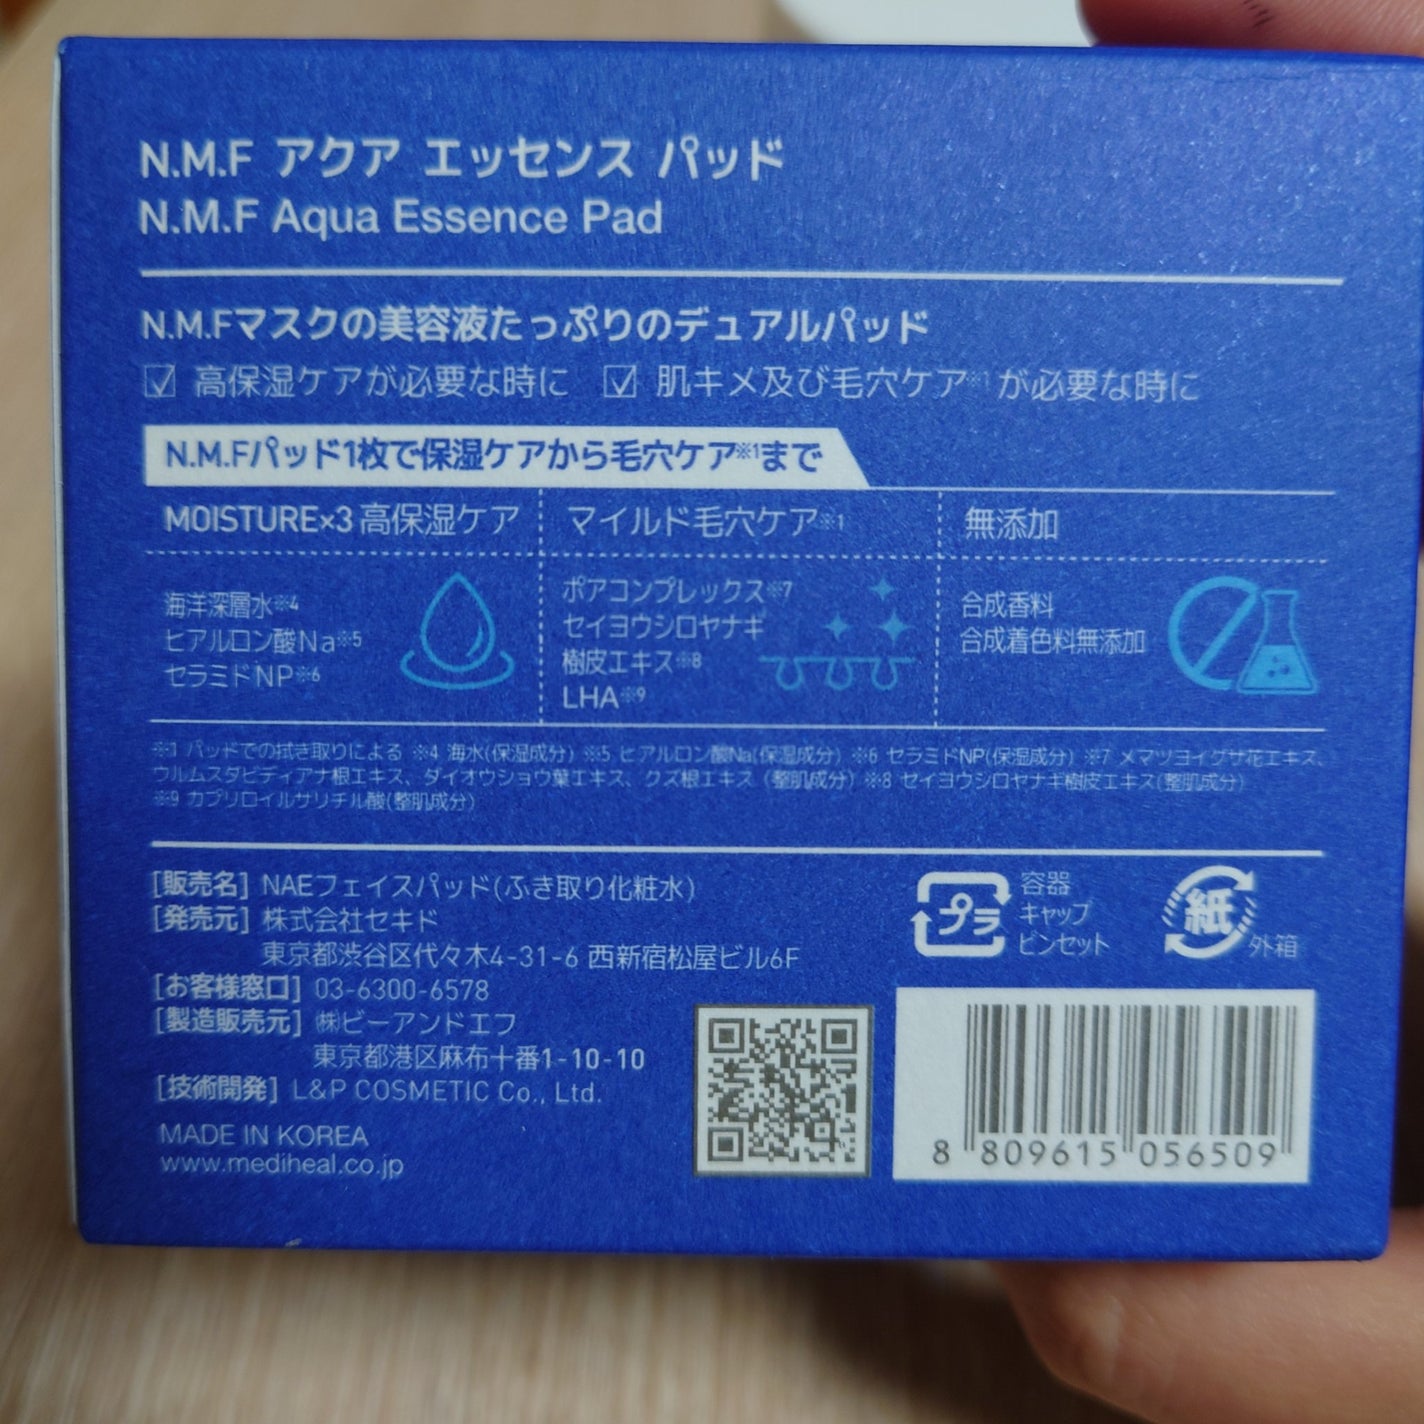 N.M.F アクア エッセンス パッド
N.M.F Aqua Essence Pad
N.M.Fマスクの美容液たっぷりのデュアルパッド
☑ 高保湿ケアが必要な時に ☑ 肌キメ及び毛穴ケア※1 が必要な時に
N.M.Fパッド1枚で保湿ケアから毛穴ケア※1まで
MOISTURE×3 高保湿ケア
海洋深層水※4
ヒアルロン酸Na※5
セラミドNP※6
マイルド毛穴ケア※1
ポアコンプレックス※7
セイヨウシロヤナギ
樹皮エキス※8
LHA※9
無添加
合成香料
合成着色料無添加
※1 パッドでの拭き取りによる ※4 海水(保湿成分) ※5 ヒアルロン酸Na(保湿成分) ※6 セラミドNP(保湿成分) ※7 メマツヨイグサ花エキス、
ウルムスダビディアナ根エキス、ダイオウショウ葉エキス、クズ根エキス (整肌成分) ※8 セイヨウシロヤナギ樹皮エキス(整肌成分)
※9 カプリロイルサリチル酸(整肌成分)
[販売名] NAEフェイスパッド(ふき取り化粧水)
[発売元] 株式会社セキド
東京都渋谷区代々木4-31-6 西新宿松屋ビル6F
[お客様窓口] 03-6300-6578
[製造販売元] ㈱ビーアンドエフ
東京都港区麻布十番1-10-10
[技術開発] L&P COSMETIC Co., Ltd.
MADE IN KOREA
www.mediheal.co.jp
プラ
容器
キャップ
ピンセット
紙
外箱
8 809615 056509